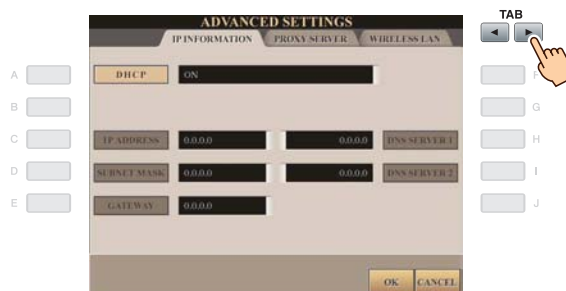 ADVANCED SETTINGS
TAB
IP INFORMATION PROXY SERVER WIRELESS LAN
A DHCP ON F
B G
C IP ADDRESS 0.0.0.0 0.0.0.0 DNS SERVER 1 H
D SUBNET MASK 0.0.0.0 0.0.0.0 DNS SERVER 2 I
E GATEWAY 0.0.0.0 J
OK CANCEL